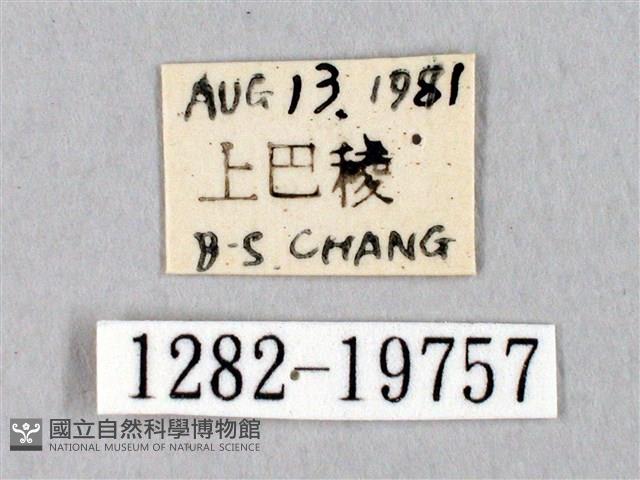 AUG 13. 1981
上巴稜
B-S. CHANG
1282-19757
國立自然科學博物館
NATIONAL MUSEUM OF NATURAL SCIENCE